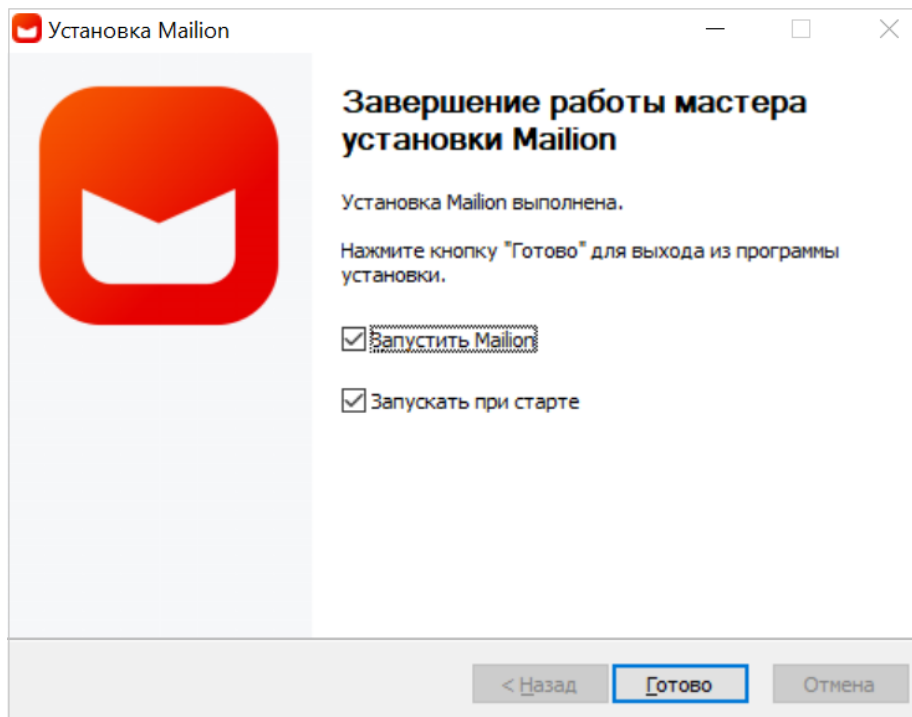 Установка Mailion
Завершение работы мастера
установки Mailion
Установка Mailion выполнена.
Нажмите кнопку "Готово" для выхода из программы
установки.
Запустить Mailion
Запускать при старте
< Назад
Готово
Отмена